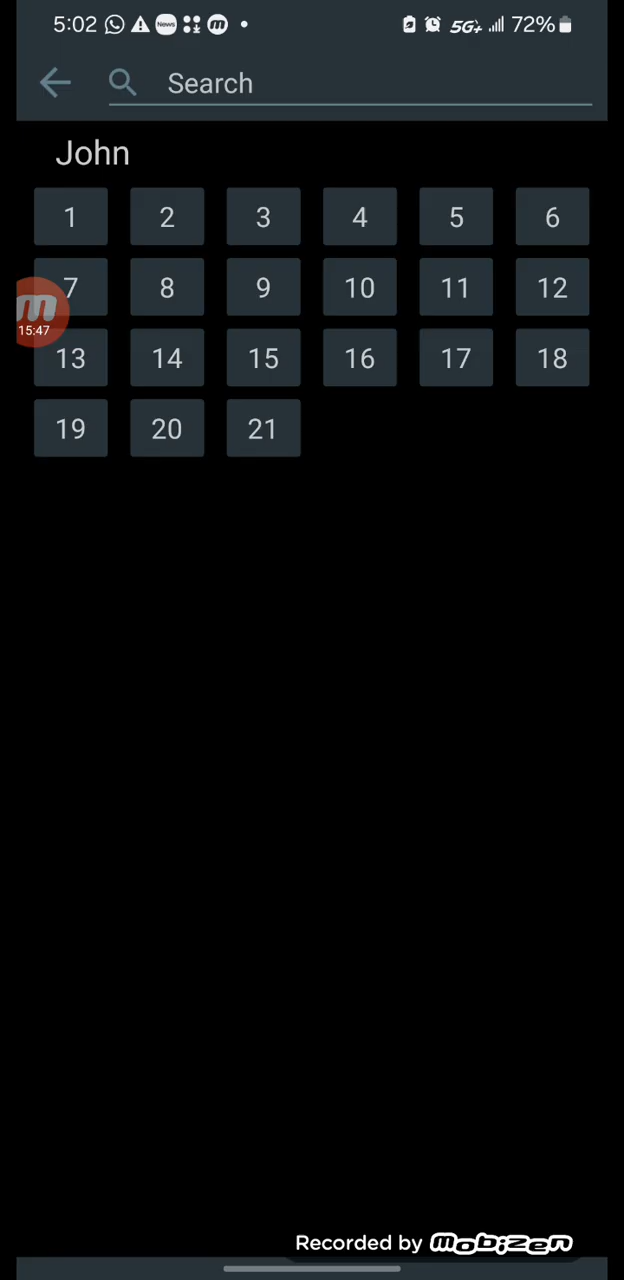 5:02 News m 5G+ 72%
Search
John
1 2 3 4 5 6
7 8 9 10 11 12
m
15:47
13 14 15 16 17 18
19 20 21
Recorded by mobizen